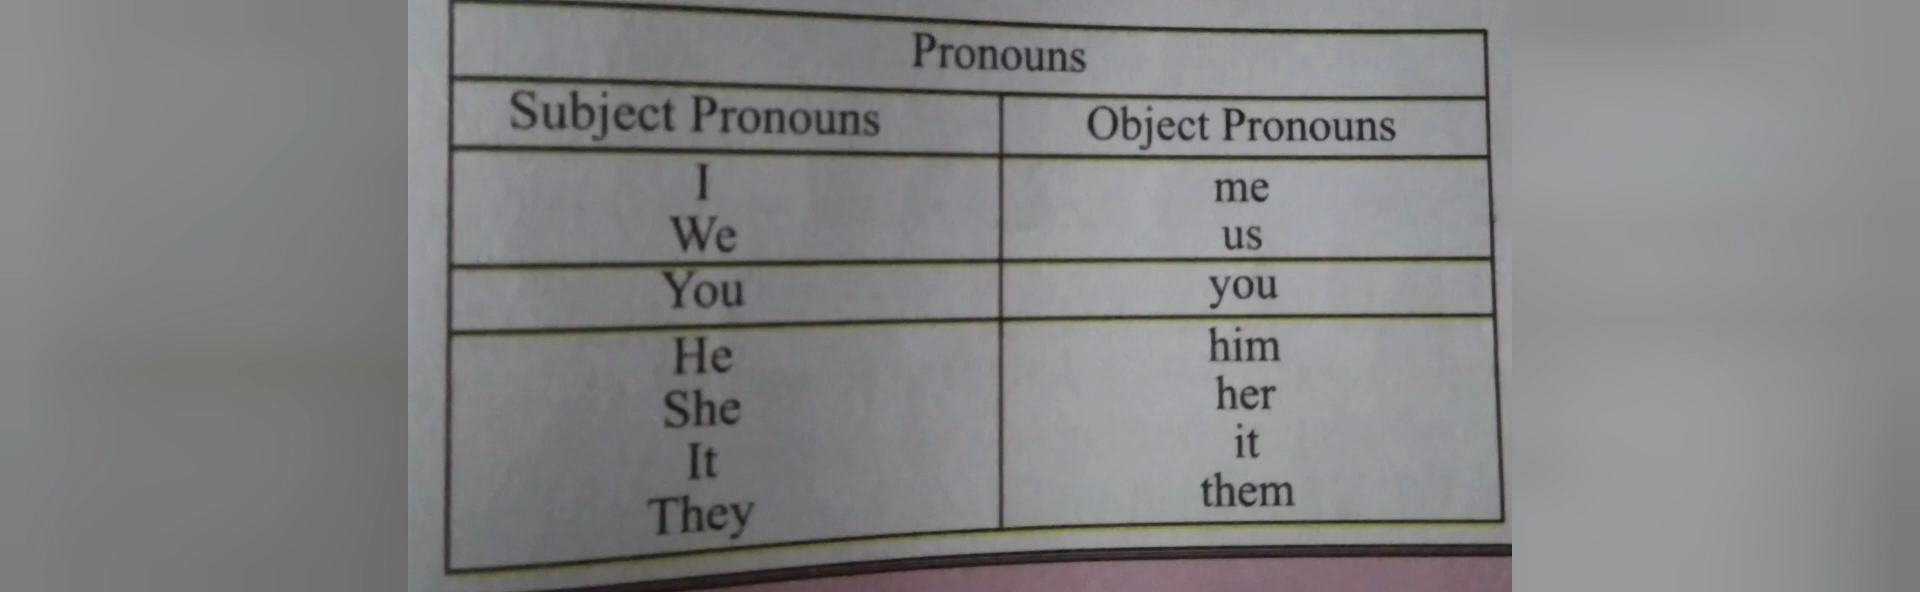 Pronouns
Subject Pronouns Object Pronouns
I me
We us
You you
He him
She her
It it
They them